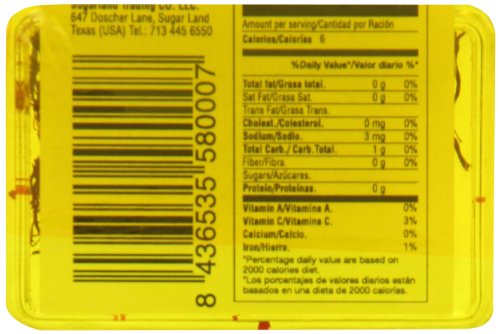 Sugarland Trading Co. LLC.
647 Doscher Lane, Sugar Land
Texas (USA) Tel.: 713 445 6550
8 436535 580007
Amount per serving/Cantidad por Ración
Calories/Calorías 6
%Daily Value*/Valor diario %*
Total fat/Grasa total. 0 g 0%
Sat Fat/Grasa Sat. 0 g 0%
Trans Fat/Grasa Trans.
Cholest./Colesterol. 0 mg 0%
Sodium/Sodio. 3 mg 0%
Total Carb./ Carb. Total. 1 g 0%
Fiber/Fibra. 0 g 0%
Sugars/Azúcares.
Protein/Proteínas. 0 g
Vitamin A/Vitamina A. 0%
Vitamin C/Vitamina C. 3%
Calcium/Calcio. 0%
Iron/Hierro. 1%
*Percentage daily value are based on
2000 calories diet.
*Los porcentajes de valores diarios están
basados en una dieta de 2000 calorías.